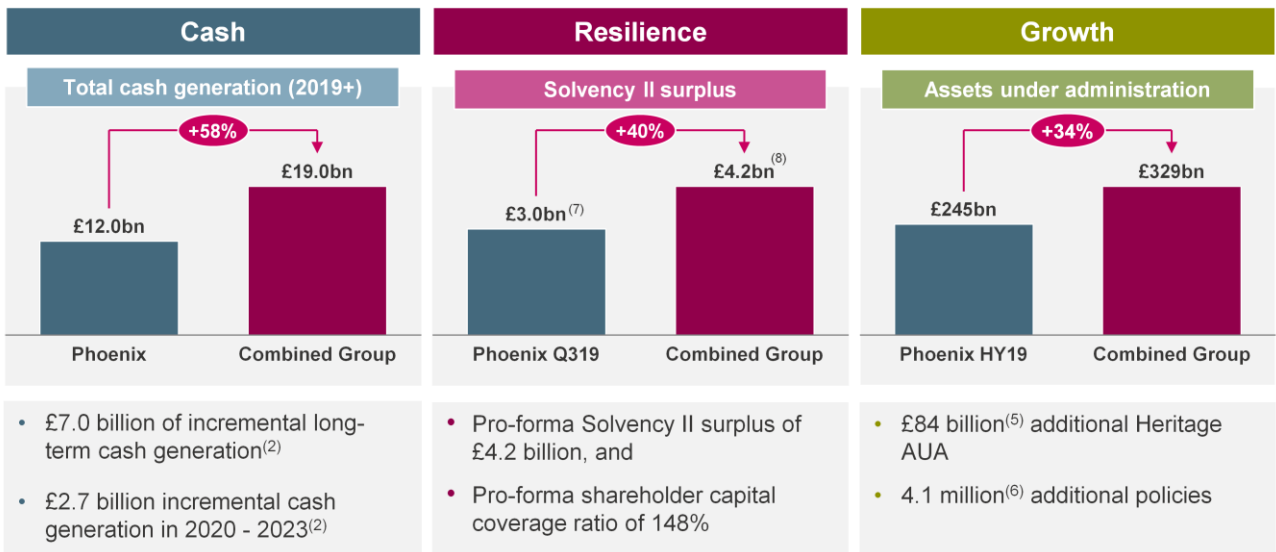 Cash
Total cash generation (2019+)
+58%
£19.0bn
£12.0bn
Phoenix
Combined Group
• £7.0 billion of incremental long-
term cash generation(2)
• £2.7 billion incremental cash
generation in 2020 - 2023(2)
Resilience
Solvency II surplus
+40%
£4.2bn(8)
£3.0bn(7)
Phoenix Q319
Combined Group
• Pro-forma Solvency II surplus of
£4.2 billion, and
• Pro-forma shareholder capital
coverage ratio of 148%
Growth
Assets under administration
+34%
£329bn
£245bn
Phoenix HY19
Combined Group
• £84 billion(5) additional Heritage
AUA
• 4.1 million(6) additional policies